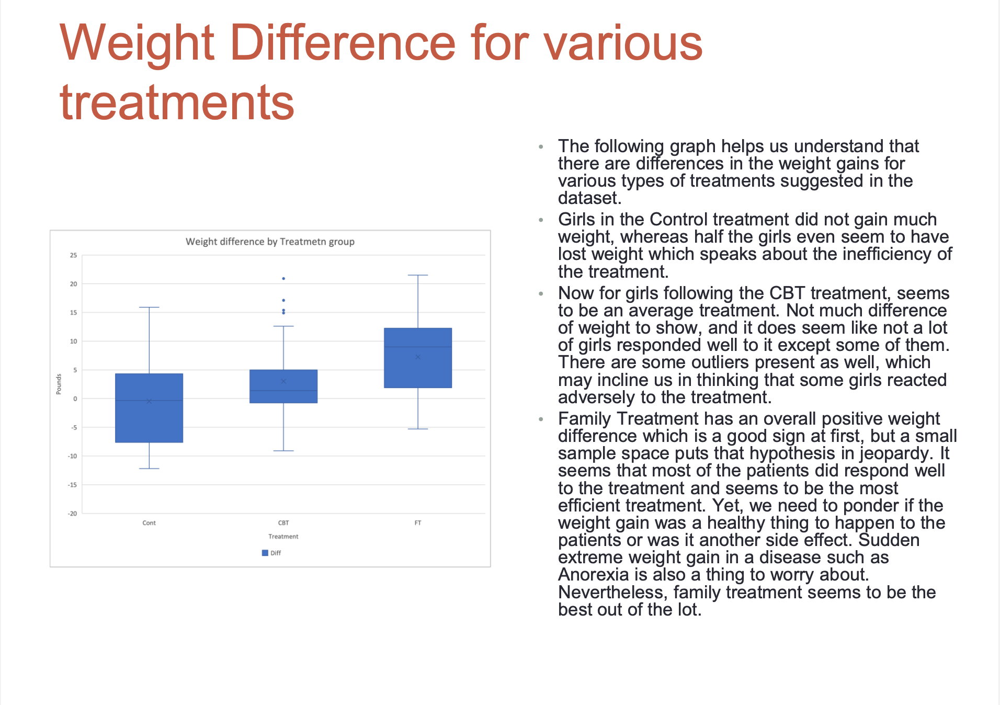 Weight Difference for various
treatments
Weight difference by Treatmetn group
25
20
15
10
5
0
-5
-10
-15
-20
Pounds
Cont
CBT
FT
Treatment
Diff
• The following graph helps us understand that
there are differences in the weight gains for
various types of treatments suggested in the
dataset.
• Girls in the Control treatment did not gain much
weight, whereas half the girls even seem to have
lost weight which speaks about the inefficiency of
the treatment.
• Now for girls following the CBT treatment, seems
to be an average treatment. Not much difference
of weight to show, and it does seem like not a lot
of girls responded well to it except some of them.
There are some outliers present as well, which
may incline us in thinking that some girls reacted
adversely to the treatment.
• Family Treatment has an overall positive weight
difference which is a good sign at first, but a small
sample space puts that hypothesis in jeopardy. It
seems that most of the patients did respond well
to the treatment and seems to be the most
efficient treatment. Yet, we need to ponder if the
weight gain was a healthy thing to happen to the
patients or was it another side effect. Sudden
extreme weight gain in a disease such as
Anorexia is also a thing to worry about.
Nevertheless, family treatment seems to be the
best out of the lot.